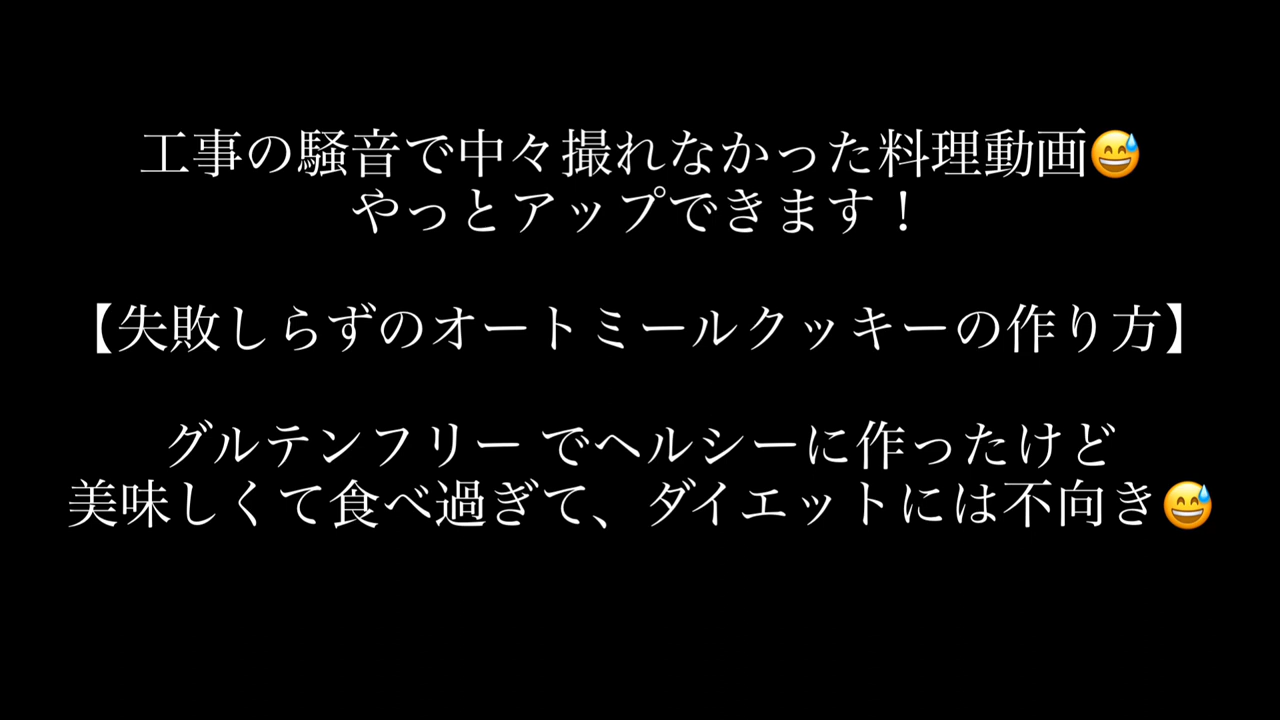 工事の騒音で中々撮れなかった料理動画😅
やっとアップできます！
【失敗しらずのオートミールクッキーの作り方】
グルテンフリー でヘルシーに作ったけど
美味しくて食べ過ぎて、ダイエットには不向き😅